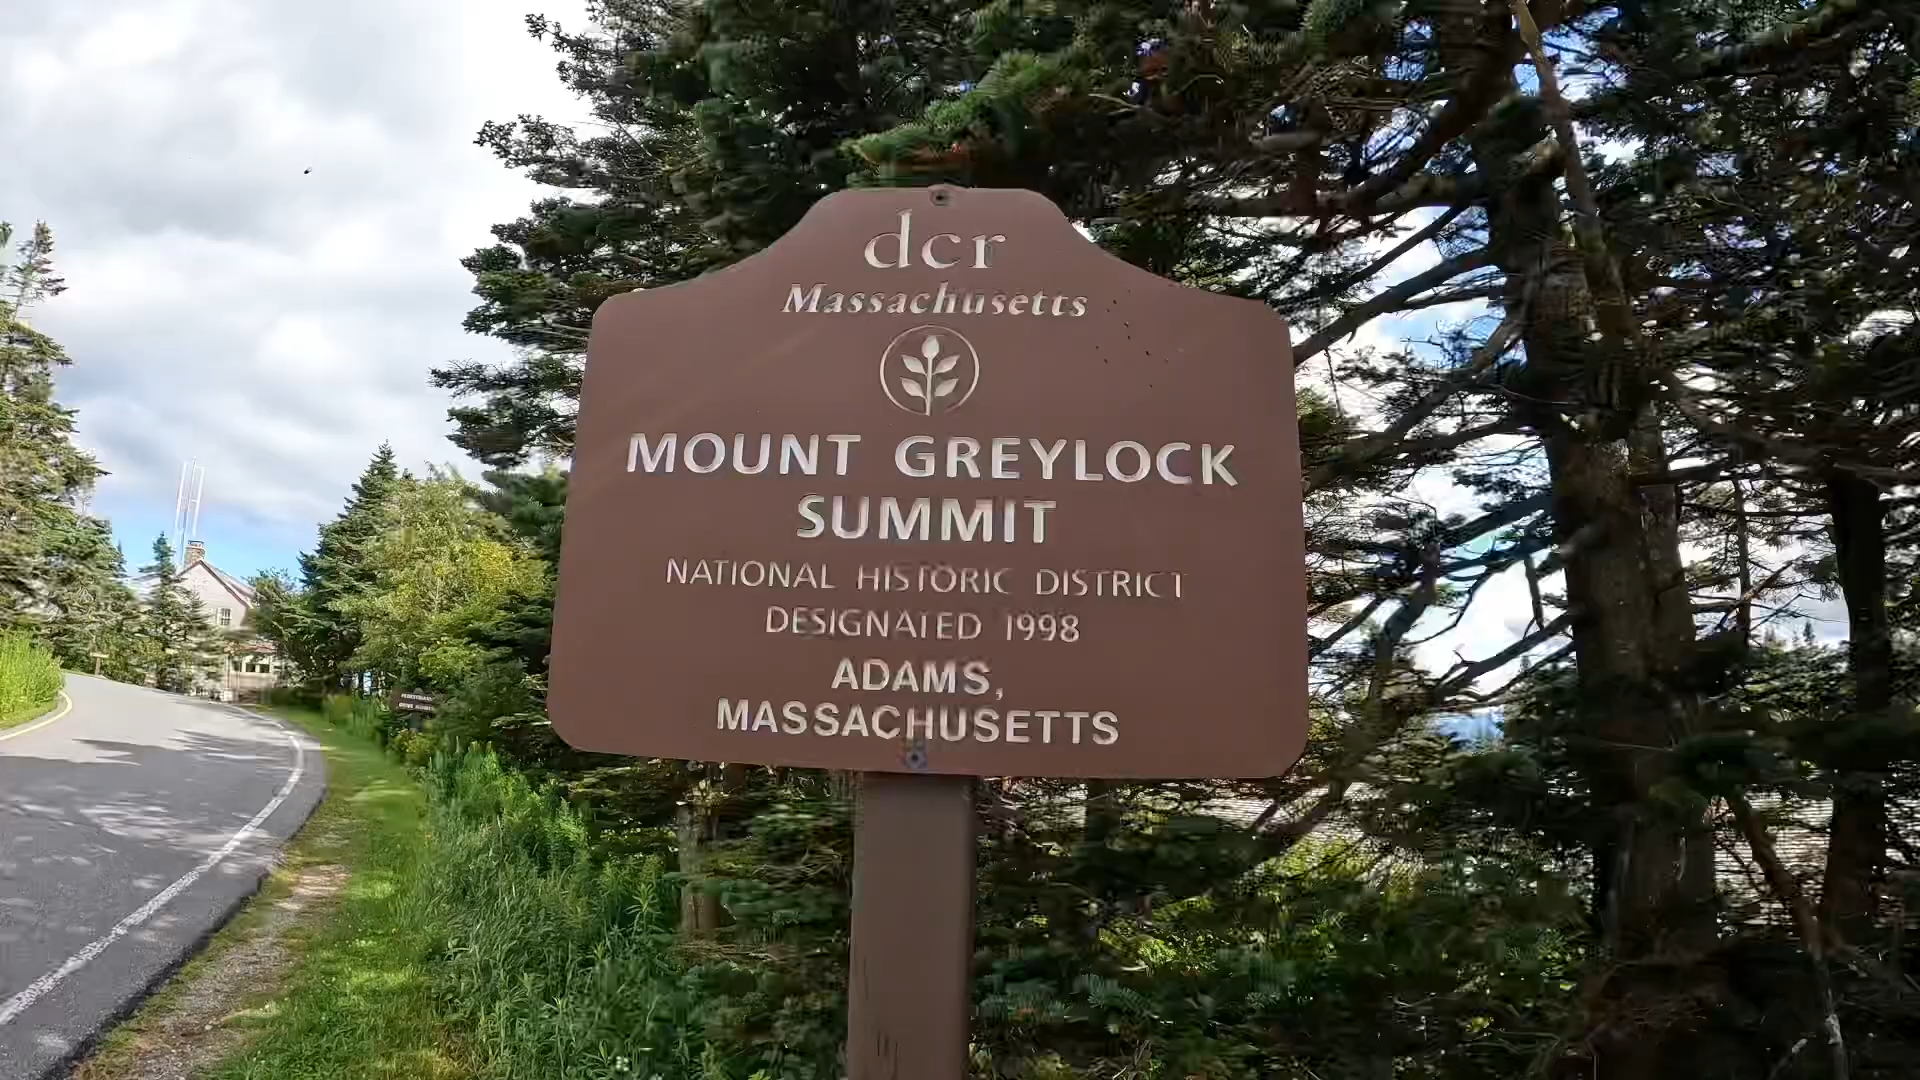 dcr
Massachusetts
MOUNT GREYLOCK
SUMMIT
NATIONAL HISTORIC DISTRICT
DESIGNATED 1998
ADAMS,
MASSACHUSETTS